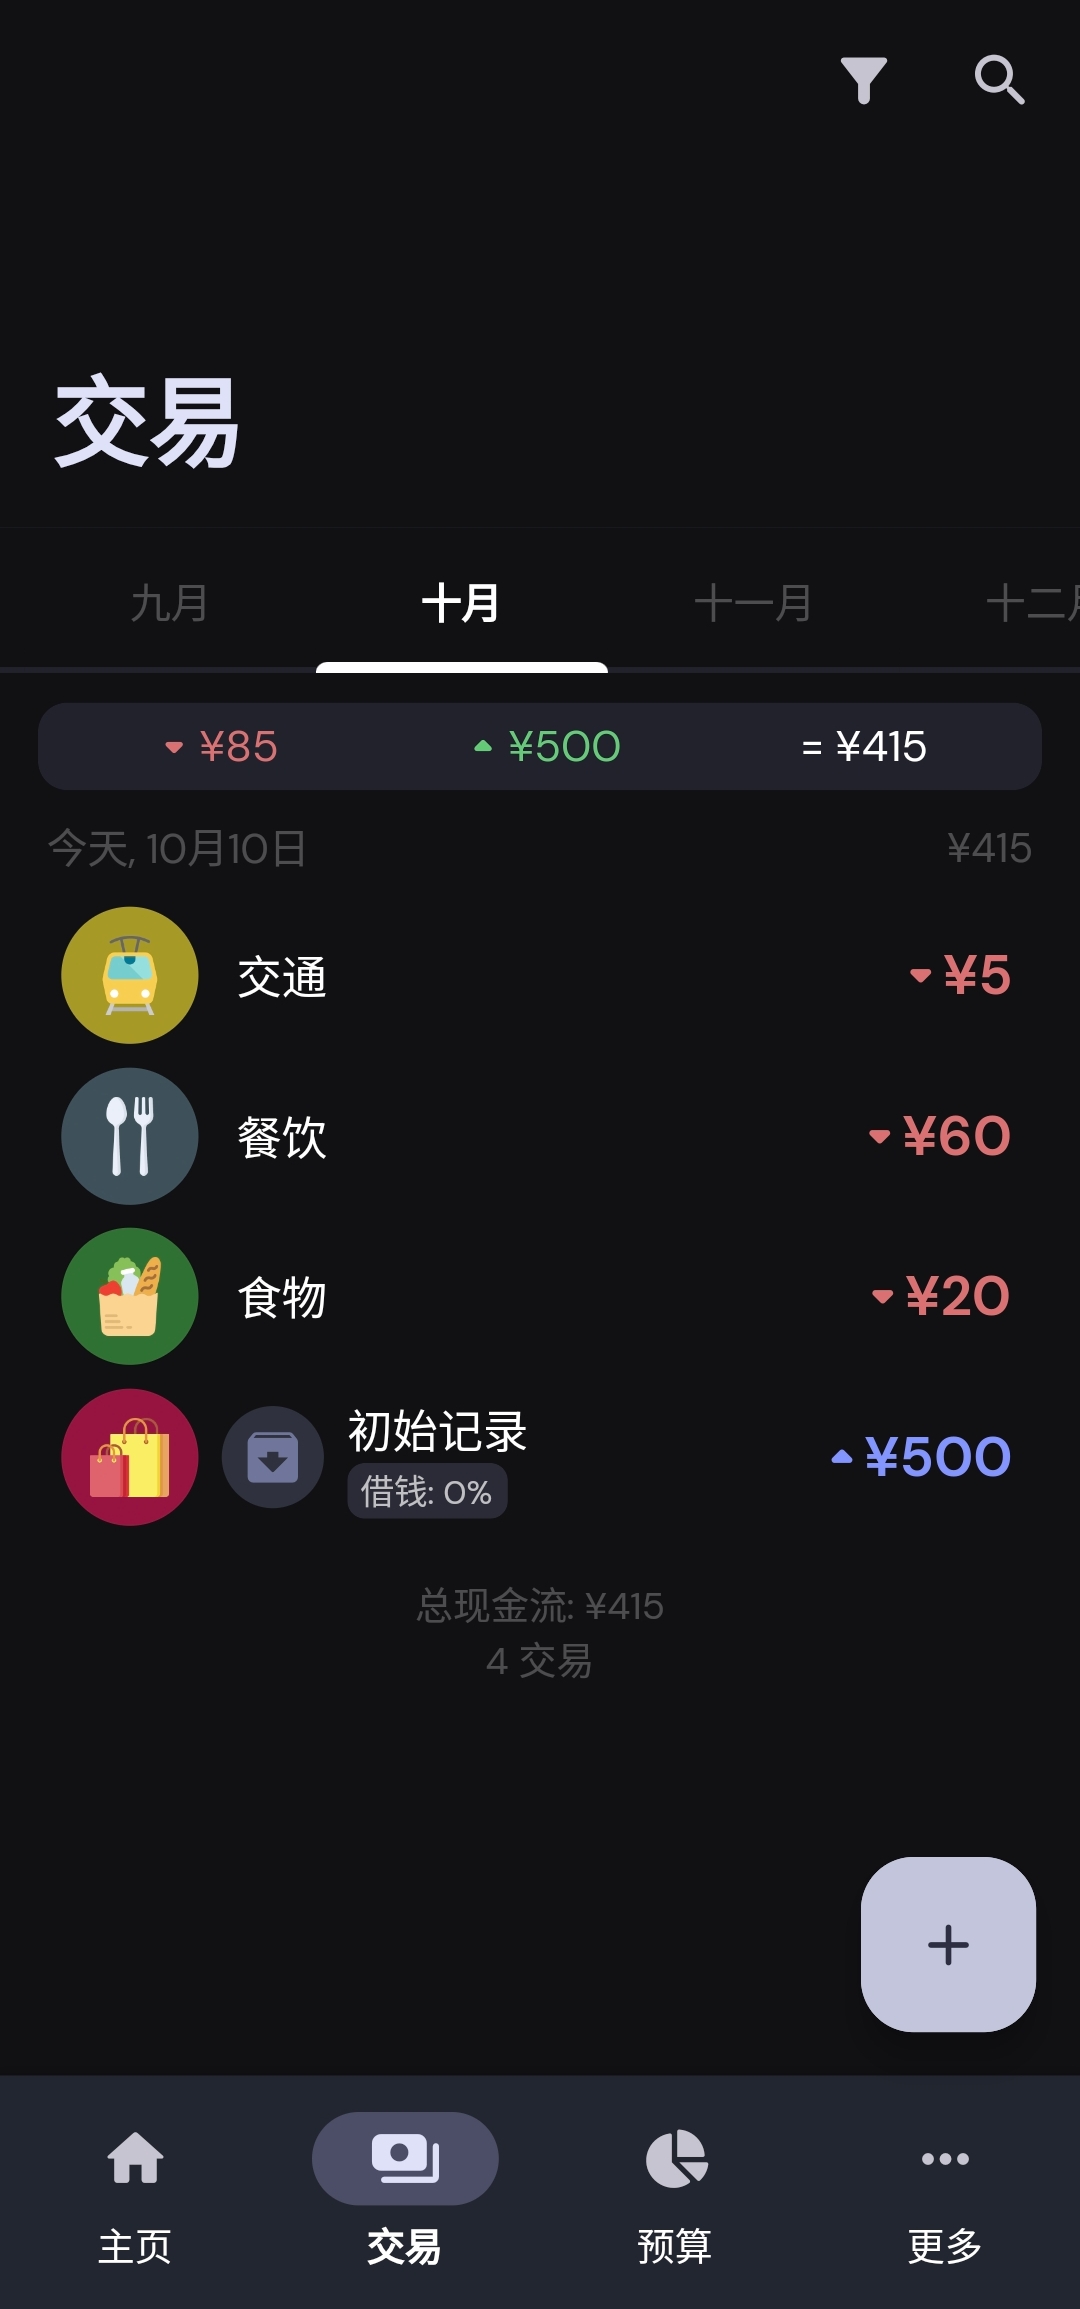 交易
九月 十月 十一月 十二月
¥85 ¥500 = ¥415
今天, 10月10日 ¥415
交通 ¥5
餐饮 ¥60
食物 ¥20
初始记录 ¥500
借钱: 0%
总现金流: ¥415
4 交易
主页 交易 预算 更多